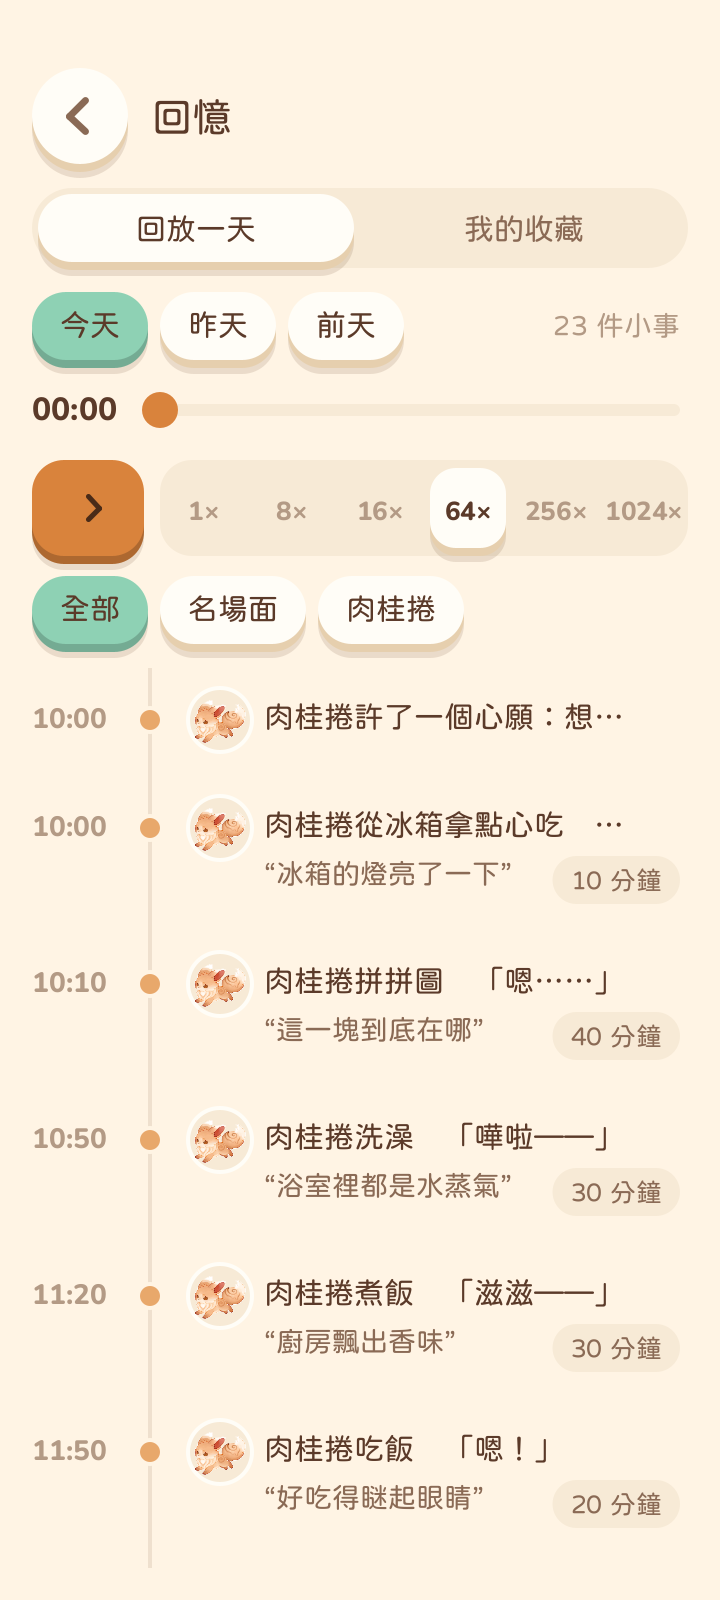 回憶
回放一天 我的收藏
今天 昨天 前天 23 件小事
00:00
1× 8× 16× 64× 256× 1024×
全部 名場面 肉桂捲
10:00 肉桂捲許了一個心願：想⋯
10:00 肉桂捲從冰箱拿點心吃　⋯
“冰箱的燈亮了一下” 10 分鐘
10:10 肉桂捲拼拼圖　「嗯⋯⋯」
“這一塊到底在哪” 40 分鐘
10:50 肉桂捲洗澡　「嘩啦——」
“浴室裡都是水蒸氣” 30 分鐘
11:20 肉桂捲煮飯　「滋滋——」
“廚房飄出香味” 30 分鐘
11:50 肉桂捲吃飯　「嗯！」
“好吃得瞇起眼睛” 20 分鐘